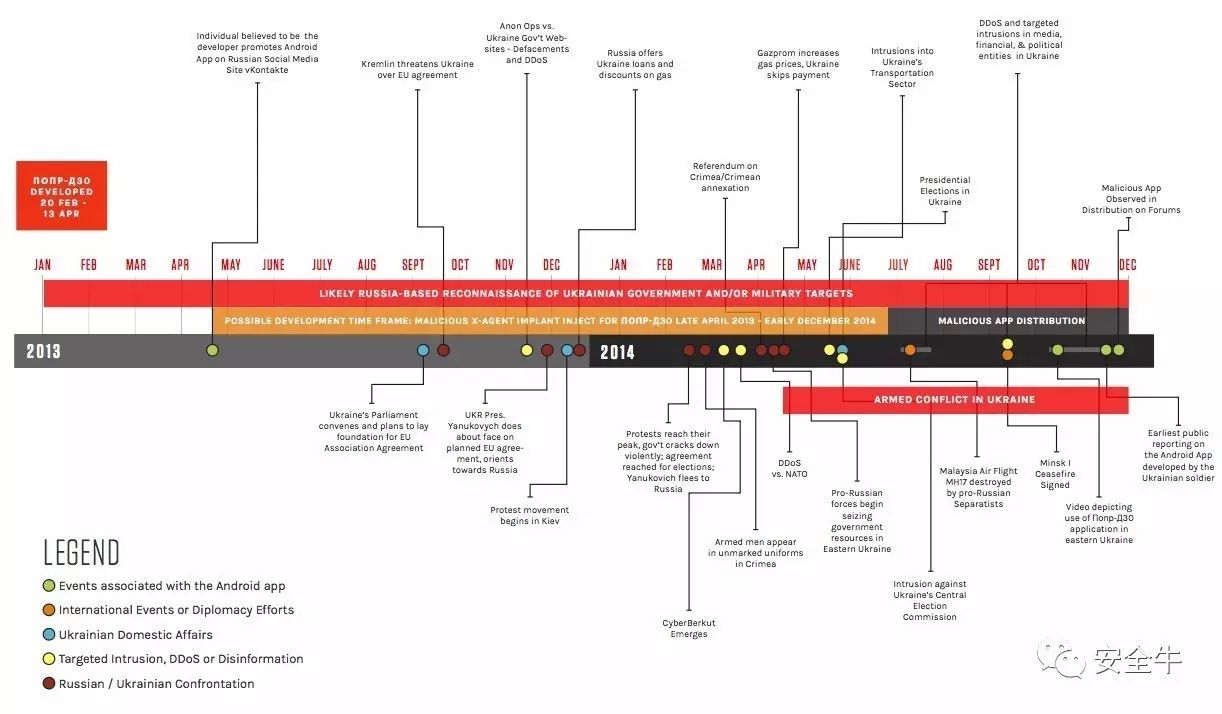 Individual believed to be the
developer promotes Android
App on Russian Social Media
Site vKontakte
Kremlin threatens Ukraine
over EU agreement
Anon Ops vs.
Ukraine Gov't Web-
sites - Defacements
and DDoS
Russia offers
Ukraine loans and
discounts on gas
Gazprom increases
gas prices, Ukraine
skips payment
Intrusions into
Ukraine's
Transportation
Sector
DDoS and targeted
intrusions in media,
financial, & political
entities in Ukraine
Referendum on
Crimea/Crimean
annexation
Presidential
Elections in
Ukraine
Malicious App
Observed in
Distribution on Forums
ПОПР-Д30
DEVELOPED
20 FEB -
13 APR
JAN FEB MAR APR MAY JUNE JULY AUG SEPT OCT NOV DEC JAN FEB MAR APR MAY JUNE JULY AUG SEPT OCT NOV DEC
LIKELY RUSSIA-BASED RECONNAISSANCE OF UKRAINIAN GOVERNMENT AND/OR MILITARY TARGETS
POSSIBLE DEVELOPMENT TIME FRAME: MALICIOUS X-AGENT IMPLANT INJECT FOR ПОПР-Д30 LATE APRIL 2013 - EARLY DECEMBER 2014
MALICIOUS APP DISTRIBUTION
2013
2014
ARMED CONFLICT IN UKRAINE
Ukraine's Parliament
convenes and plans to lay
foundation for EU
Association Agreement
UKR Pres.
Yanukovych does
about face on
planned EU agree-
ment, orients
towards Russia
Protest movement
begins in Kiev
Protests reach their
peak, gov't cracks down
violently; agreement
reached for elections;
Yanukovich flees to
Russia
CyberBerkut
Emerges
Armed men appear
in unmarked uniforms
in Crimea
DDoS
vs. NATO
Pro-Russian
forces begin
seizing
government
resources in
Eastern Ukraine
Intrusion against
Ukraine's Central
Election
Commission
Malaysia Air Flight
MH17 destroyed
by pro-Russian
Separatists
Minsk I
Ceasefire
Signed
Video depicting
use of Попр-Д30
application in
eastern Ukraine
Earliest public
reporting on
the Android App
developed by the
Ukrainian soldier
LEGEND
Events associated with the Android app
International Events or Diplomacy Efforts
Ukrainian Domestic Affairs
Targeted Intrusion, DDoS or Disinformation
Russian / Ukrainian Confrontation
安全牛